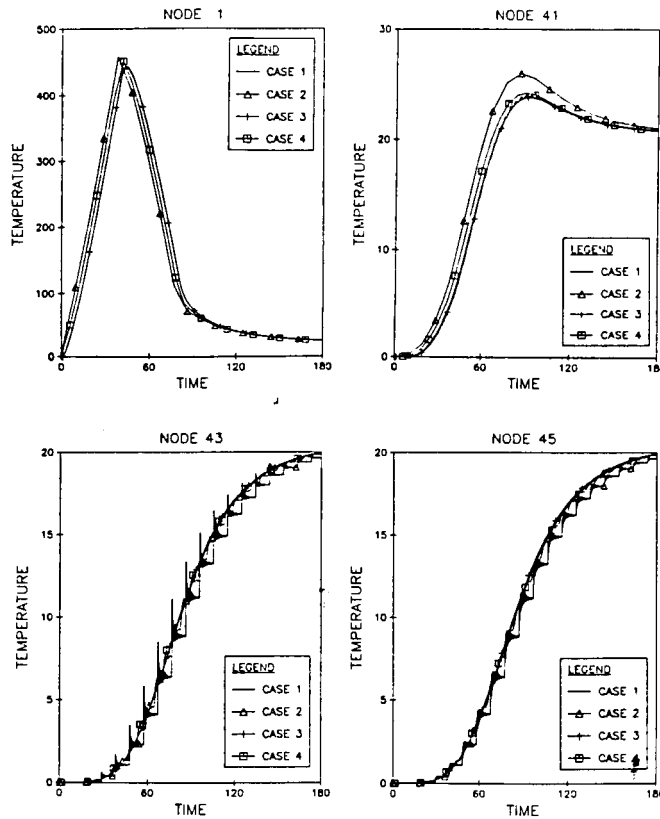 NODE 1
500
400
300
200
100
0
TEMPERATURE
0 60 120 180
TIME
LEGEND
CASE 1
CASE 2
CASE 3
CASE 4
NODE 41
30
20
10
0
TEMPERATURE
0 60 120 180
TIME
LEGEND
CASE 1
CASE 2
CASE 3
CASE 4
NODE 43
20
15
10
5
0
TEMPERATURE
0 60 120 180
TIME
LEGEND
CASE 1
CASE 2
CASE 3
CASE 4
NODE 45
20
15
10
5
0
TEMPERATURE
0 60 120 180
TIME
LEGEND
CASE 1
CASE 2
CASE 3
CASE 4